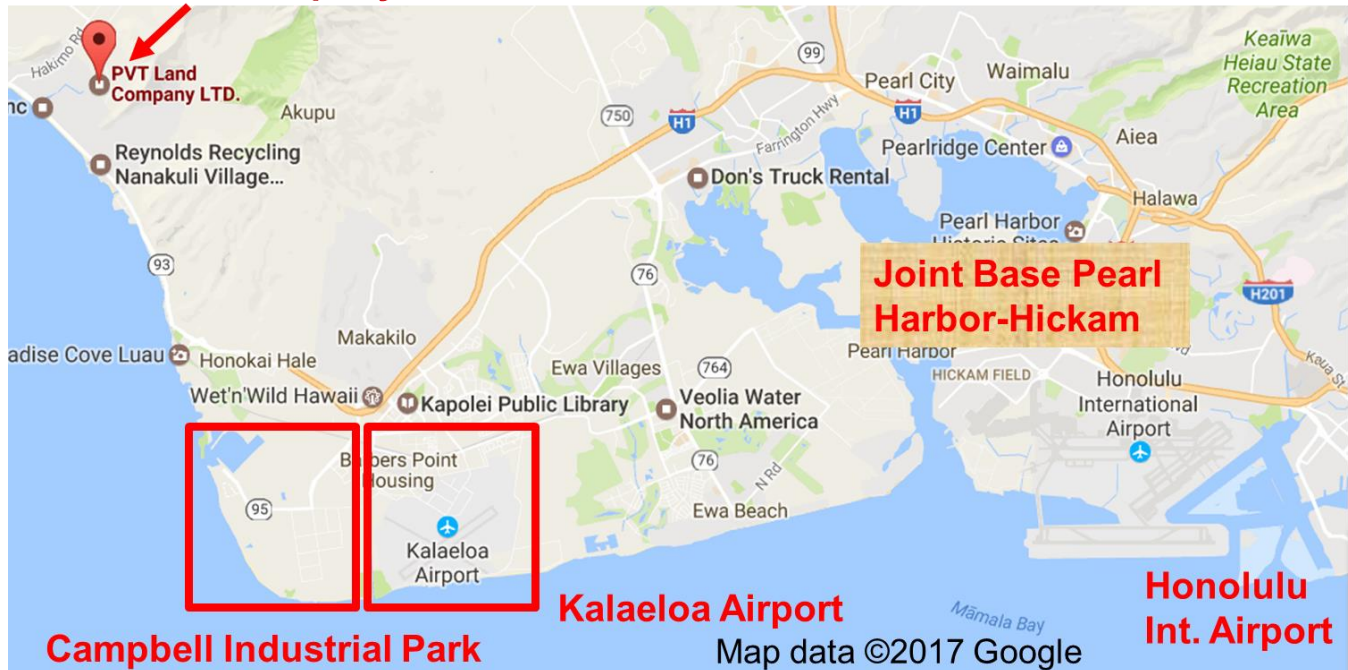 Hakimo Rd
PVT Land
Company LTD.
nc
Akupu
Reynolds Recycling
Nanakuli Village...
93
750
H1
Farrington Hwy
99
Pearl City
Waimalu
H1
Keaīwa
Heiau State
Recreation
Area
Pearlridge Center
Aiea
Don's Truck Rental
Halawa
Pearl Harbor
Historic Sites
Joint Base Pearl
Harbor-Hickam
H201
76
Makakilo
adise Cove Luau
Honokai Hale
Ewa Villages
764
Pearl Harbor
HICKAM FIELD
Wet'n'Wild Hawaii
Kapolei Public Library
Veolia Water
North America
Honolulu
International
Airport
Barbers Point
Housing
95
76
N Rd
Ewa Beach
Kalaeloa
Airport
Kalaeloa Airport
Māmala Bay
Honolulu
Int. Airport
Campbell Industrial Park
Map data ©2017 Google